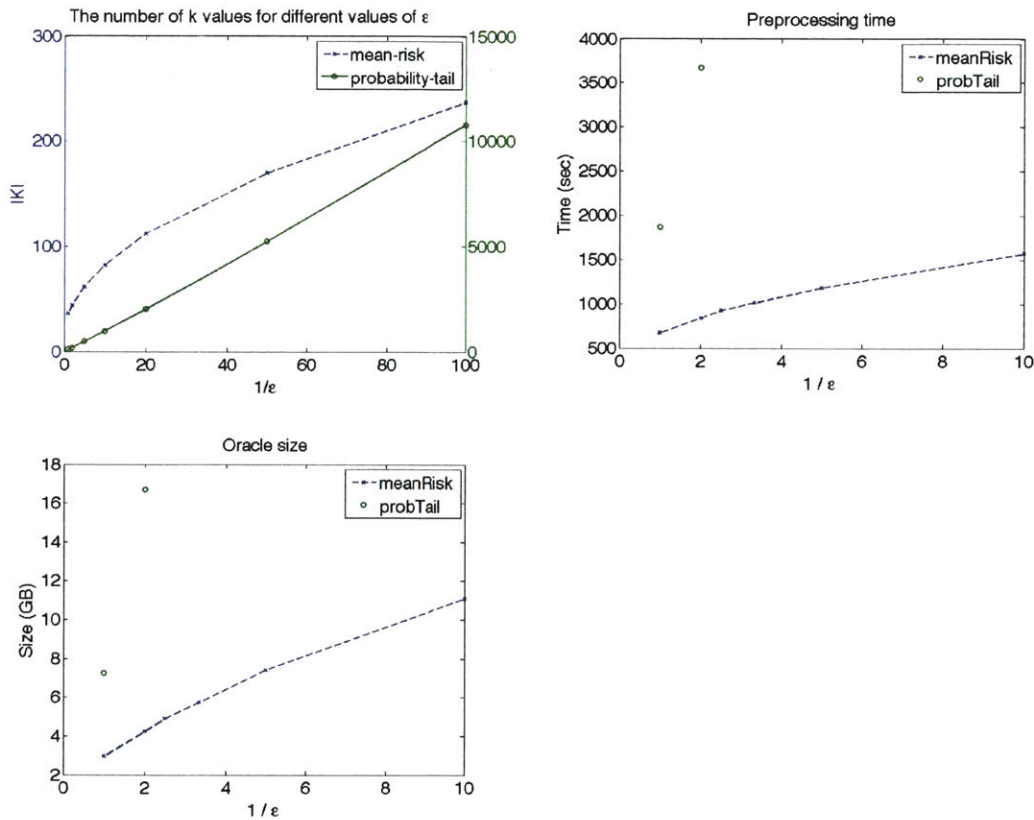 The number of k values for different values of ε
300
200
100
0
|K|
mean-risk
probability-tail
15000
10000
5000
0
0 20 40 60 80 100
1/ε
Preprocessing time
4000
3500
3000
2500
2000
1500
1000
500
Time (sec)
meanRisk
probTail
0 2 4 6 8 10
1 / ε
Oracle size
18
16
14
12
10
8
6
4
2
Size (GB)
meanRisk
probTail
0 2 4 6 8 10
1 / ε